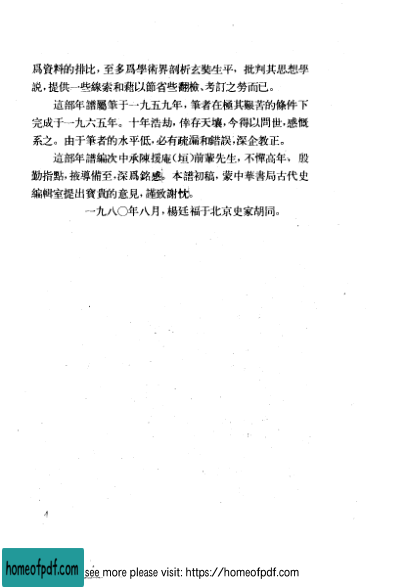 爲資料的排比，至多爲學術界剖析玄奘生平，批判其思想學
説，提供一些線索和藉以節省些翻檢、考訂之勞而已。
這部年譜屬筆于一九五九年，筆者在極其艱苦的條件下
完成于一九六五年。十年浩劫，倖存天壤，今得以問世，感慨
系之。由于筆者的水平低，必有疏漏和錯誤，深企教正。
這部年譜編次中承陳援庵（垣）前輩先生，不憚高年、殷
勤指點，掖導備至，深爲銘感。本譜初稿，蒙中華書局古代史
編輯室提出寶貴的意見，謹致謝忱。
一九八〇年八月，楊廷福于北京史家胡同。
homeofpdf.com
see more please visit: https://homeofpdf.com